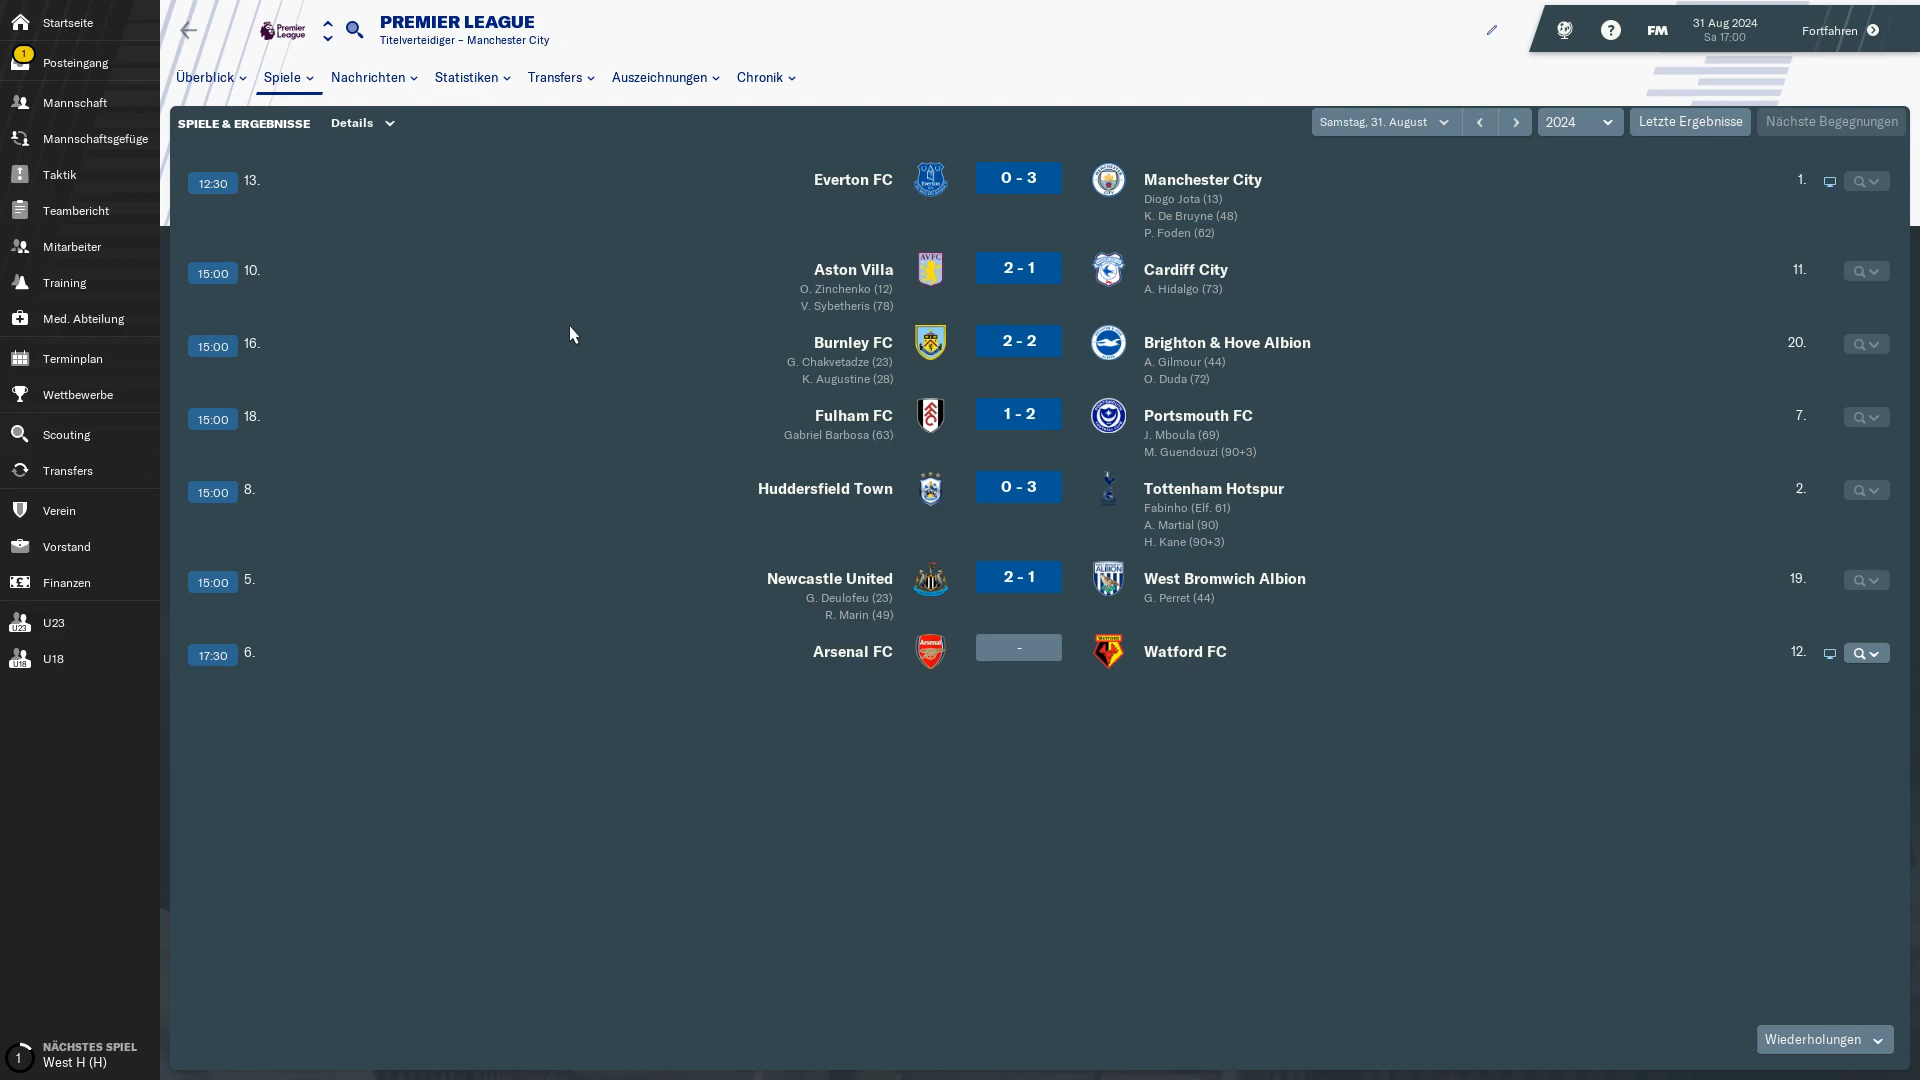 Startseite
1
Posteingang
Mannschaft
Mannschaftsgefüge
Taktik
Teambericht
Mitarbeiter
Training
Med. Abteilung
Terminplan
Wettbewerbe
Scouting
Transfers
Verein
Vorstand
Finanzen
U23
U23
U18
U18
1
NÄCHSTES SPIEL
West H (H)
Premier League
PREMIER LEAGUE
Titelverteidiger – Manchester City
? FM
31 Aug 2024
Sa 17:00
Fortfahren
Überblick Spiele Nachrichten Statistiken Transfers Auszeichnungen Chronik
SPIELE & ERGEBNISSE Details
Samstag, 31. August 2024 Letzte Ergebnisse Nächste Begegnungen
12:30 13. Everton FC 0 - 3 Manchester City 1.
Diogo Jota (13)
K. De Bruyne (48)
P. Foden (62)
15:00 10. Aston Villa 2 - 1 Cardiff City 11.
O. Zinchenko (12) A. Hidalgo (73)
V. Sybetheris (78)
15:00 16. Burnley FC 2 - 2 Brighton & Hove Albion 20.
G. Chakvetadze (23) A. Gilmour (44)
K. Augustine (28) O. Duda (72)
15:00 18. Fulham FC 1 - 2 Portsmouth FC 7.
Gabriel Barbosa (63) J. Mboula (69)
M. Guendouzi (90+3)
15:00 8. Huddersfield Town 0 - 3 Tottenham Hotspur 2.
Fabinho (Elf. 61)
A. Martial (90)
H. Kane (90+3)
15:00 5. Newcastle United 2 - 1 West Bromwich Albion 19.
G. Deulofeu (23) G. Perret (44)
R. Marin (49)
17:30 6. Arsenal FC - Watford FC 12.
Wiederholungen